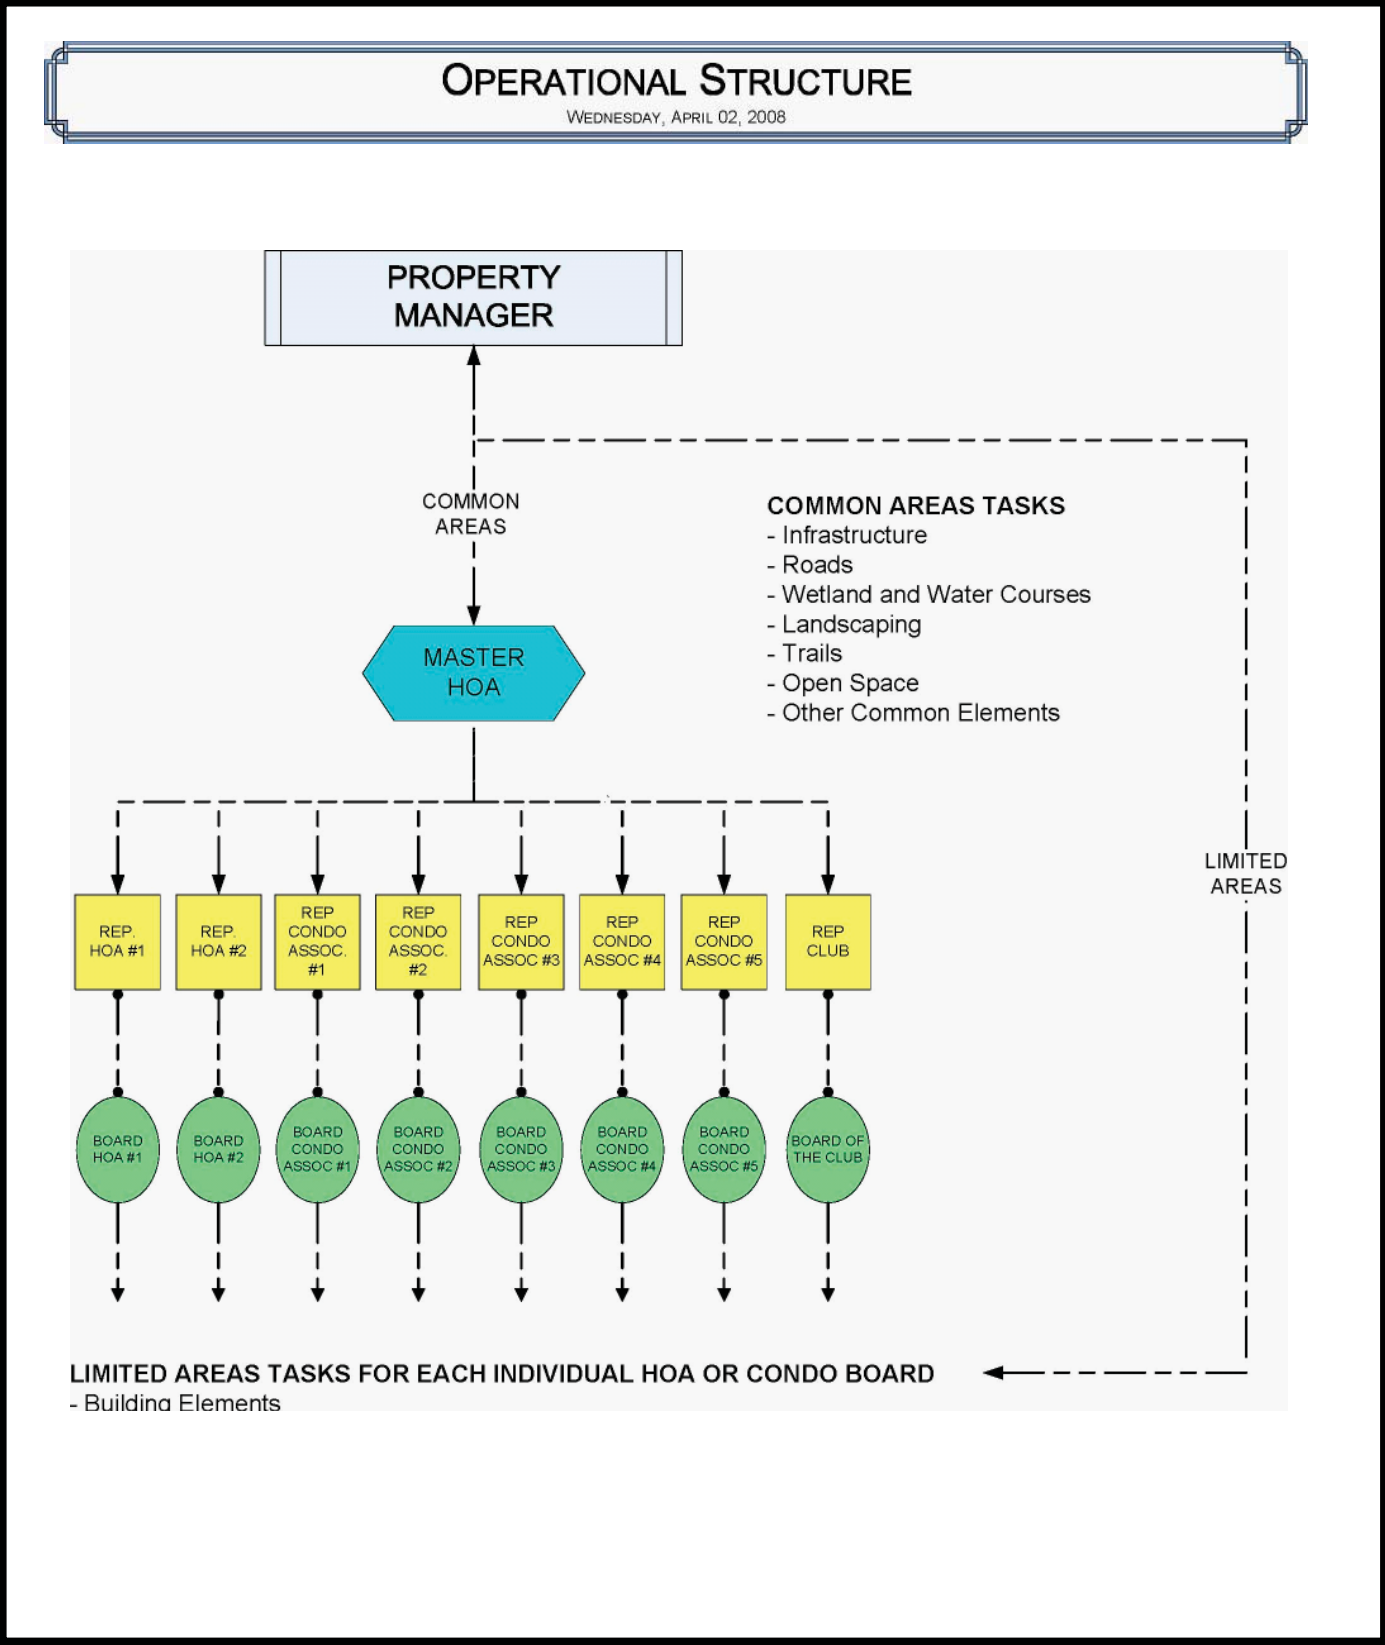 OPERATIONAL STRUCTURE
WEDNESDAY, APRIL 02, 2008
PROPERTY
MANAGER
COMMON
AREAS
COMMON AREAS TASKS
- Infrastructure
- Roads
- Wetland and Water Courses
- Landscaping
- Trails
- Open Space
- Other Common Elements
MASTER
HOA
LIMITED
AREAS
REP.
HOA #1
REP.
HOA #2
REP
CONDO
ASSOC.
#1
REP
CONDO
ASSOC.
#2
REP
CONDO
ASSOC #3
REP
CONDO
ASSOC #4
REP
CONDO
ASSOC #5
REP
CLUB
BOARD
HOA #1
BOARD
HOA #2
BOARD
CONDO
ASSOC #1
BOARD
CONDO
ASSOC #2
BOARD
CONDO
ASSOC #3
BOARD
CONDO
ASSOC #4
BOARD
CONDO
ASSOC #5
BOARD OF
THE CLUB
LIMITED AREAS TASKS FOR EACH INDIVIDUAL HOA OR CONDO BOARD
- Building Elements